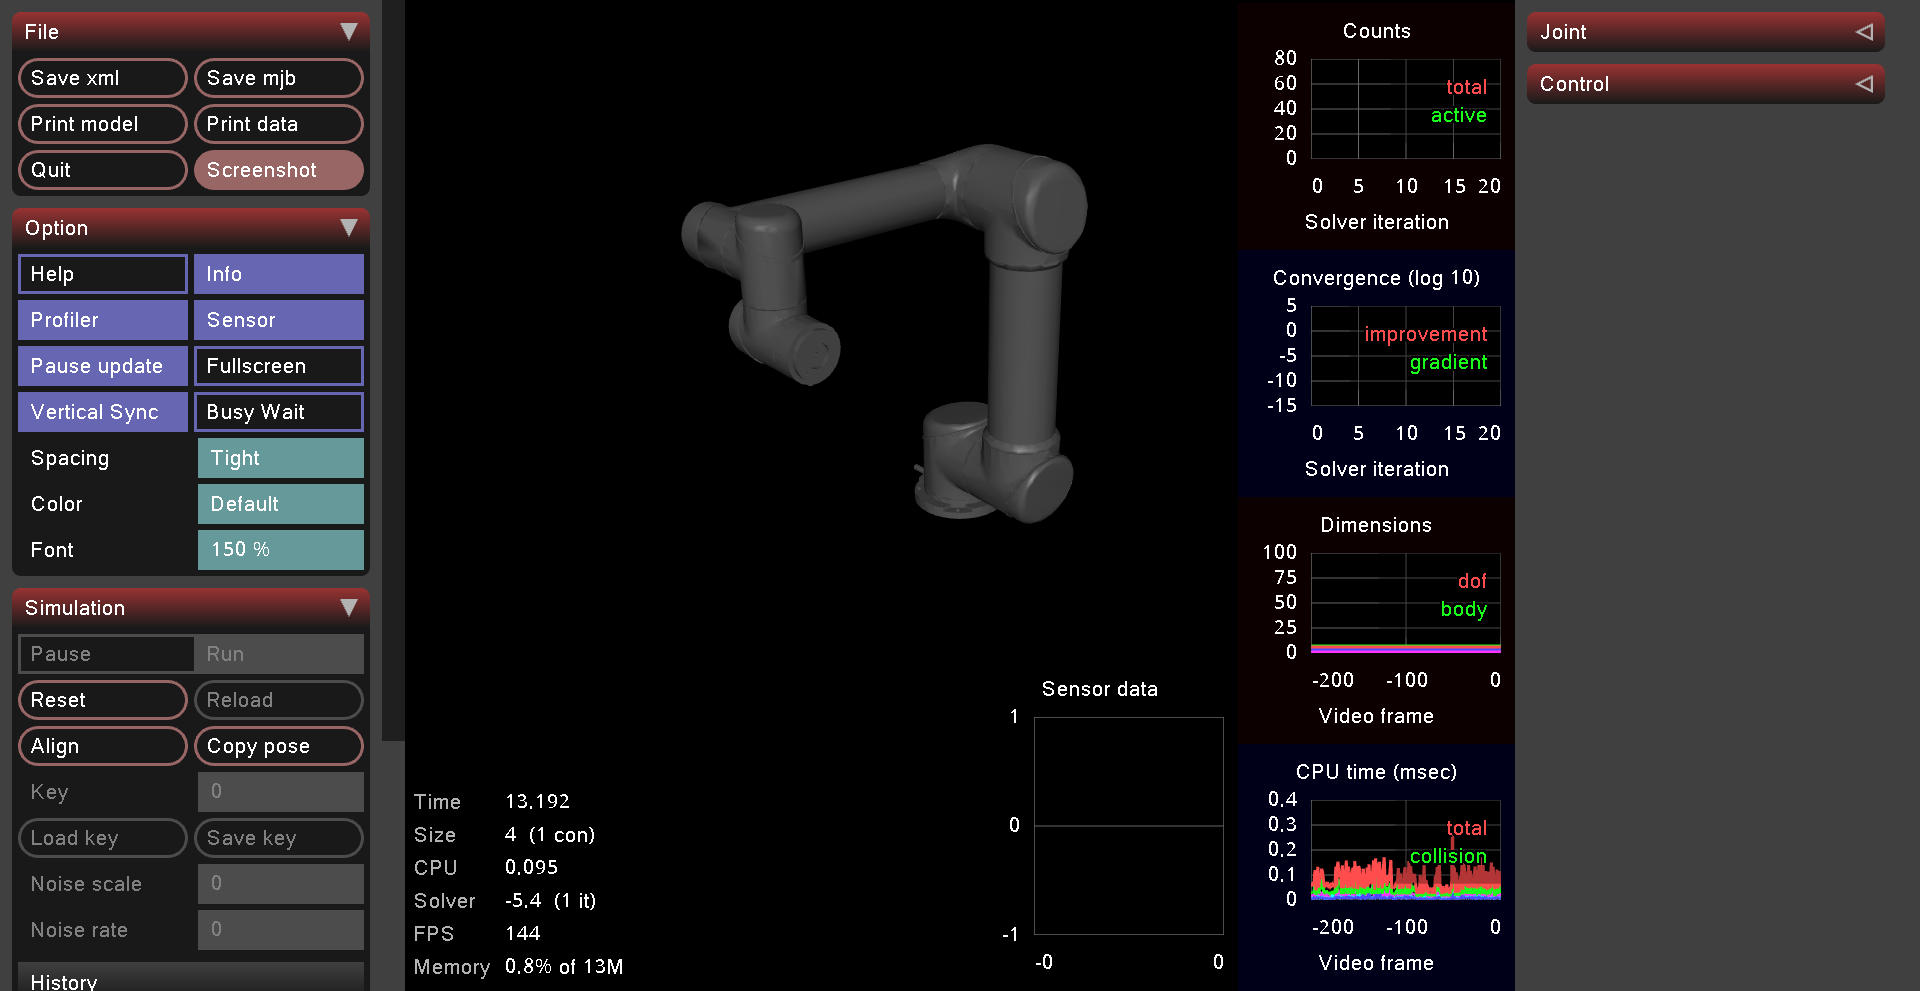 File
Save xml
Save mjb
Print model
Print data
Quit
Screenshot
Option
Help
Info
Profiler
Sensor
Pause update
Fullscreen
Vertical Sync
Busy Wait
Spacing
Tight
Color
Default
Font
150 %
Simulation
Pause
Run
Reset
Reload
Align
Copy pose
Key
0
Load key
Save key
Noise scale
0
Noise rate
0
History
Time 13.192
Size 4 (1 con)
CPU 0.095
Solver -5.4 (1 it)
FPS 144
Memory 0.8% of 13M
Sensor data
1
0
-1
-0 0
Counts
80
60
40
20
0
total
active
0 5 10 15 20
Solver iteration
Convergence (log 10)
5
0
-5
-10
-15
improvement
gradient
0 5 10 15 20
Solver iteration
Dimensions
100
75
50
25
0
dof
body
-200 -100 0
Video frame
CPU time (msec)
0.4
0.3
0.2
0.1
0
total
collision
-200 -100 0
Video frame
Joint
Control